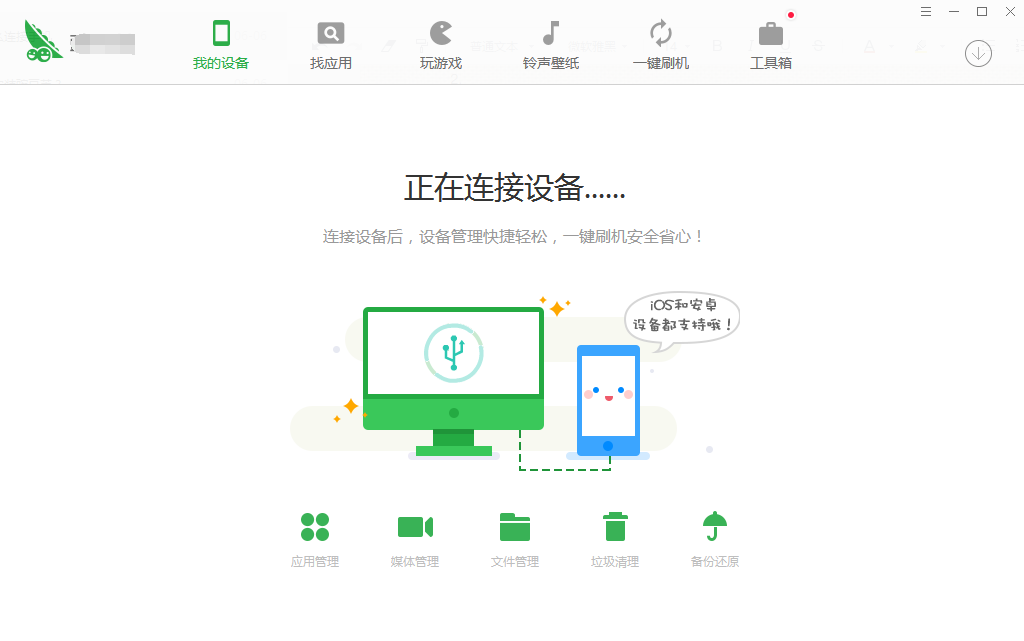 我的设备
找应用
玩游戏
铃声壁纸
一键刷机
工具箱
正在连接设备......
连接设备后，设备管理快捷轻松，一键刷机安全省心！
iOS和安卓
设备都支持哦！
应用管理
媒体管理
文件管理
垃圾清理
备份还原